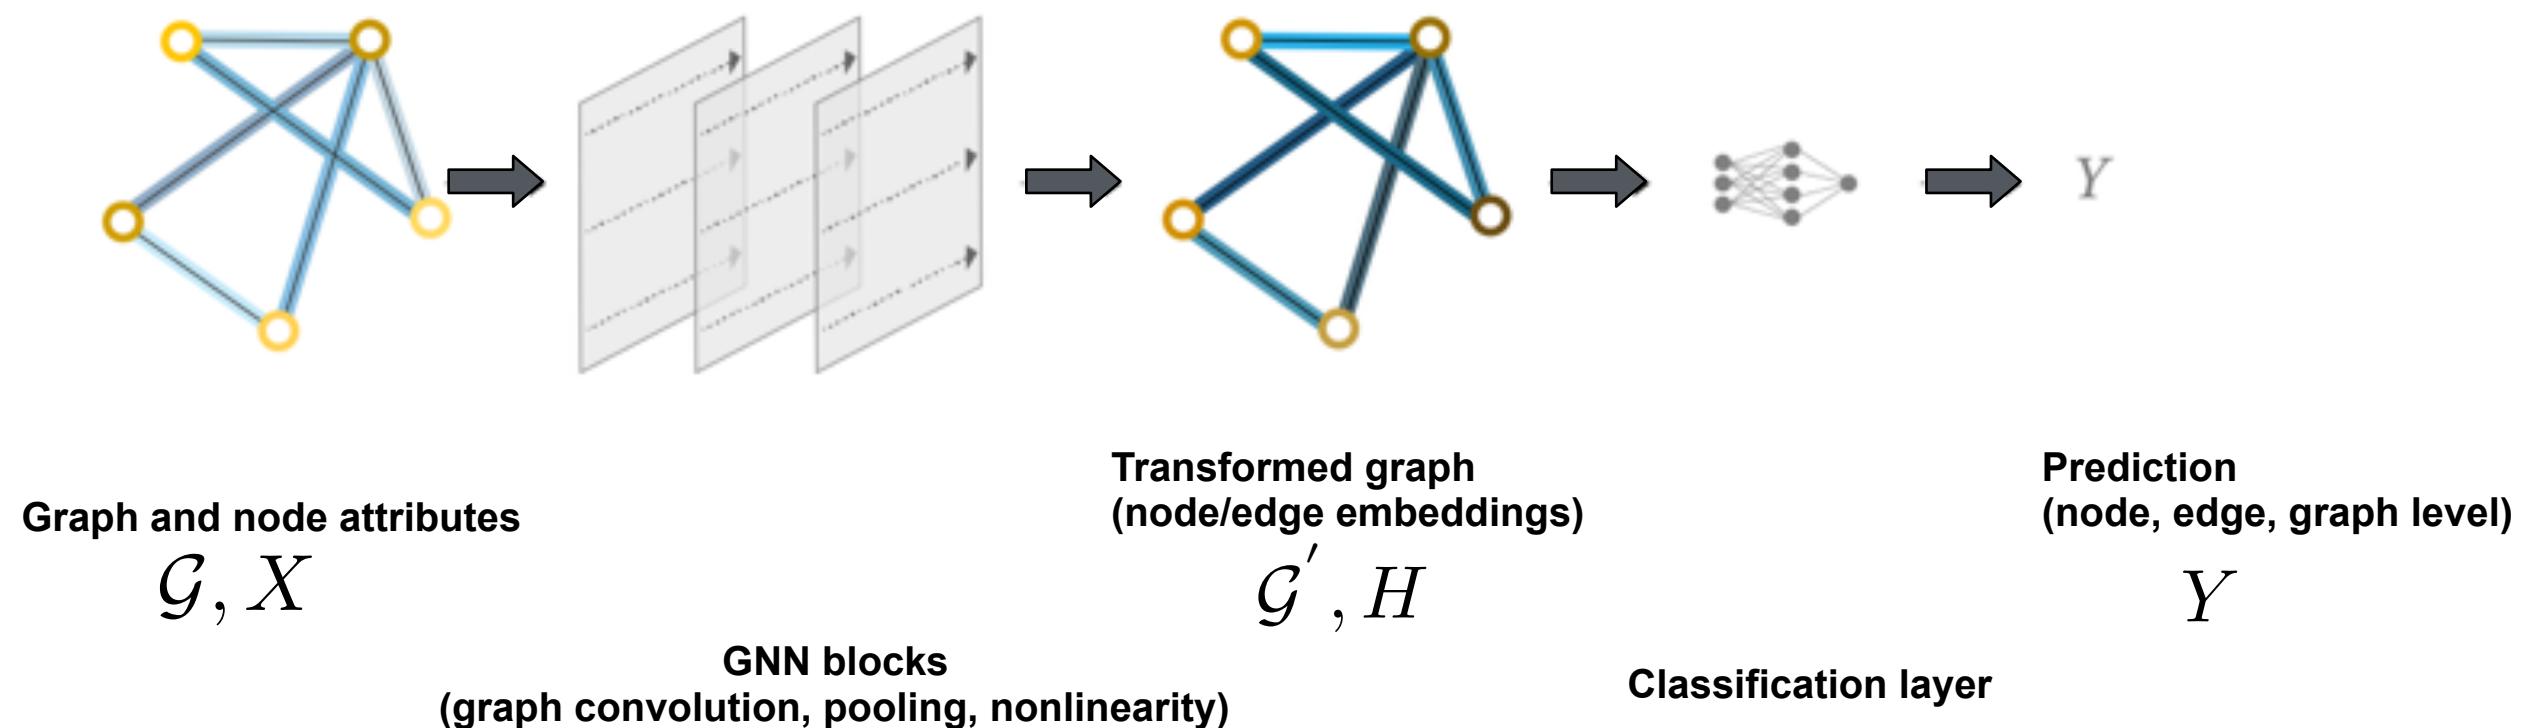 Y
Graph and node attributes
𝒢, X
GNN blocks
(graph convolution, pooling, nonlinearity)
Transformed graph
(node/edge embeddings)
𝒢′, H
Classification layer
Prediction
(node, edge, graph level)
Y